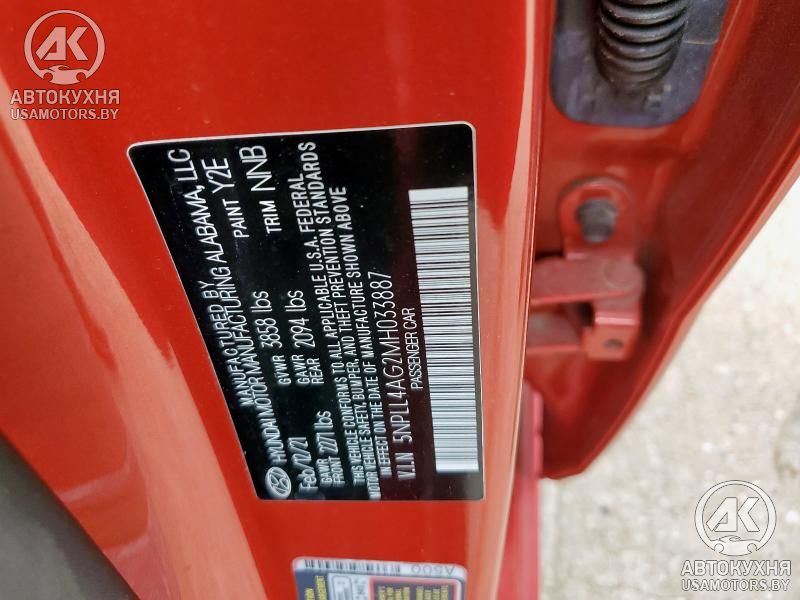 АВТОКУХНЯ
USAMOTORS.BY
MANUFACTURED BY
HYUNDAI MOTOR MANUFACTURING ALABAMA, LLC
Feb/12/21 GVWR 3858 lbs PAINT Y2E
GAWR FRONT 2271 lbs GAWR REAR 2094 lbs TRIM NNB
THIS VEHICLE CONFORMS TO ALL APPLICABLE U.S.A. FEDERAL
MOTOR VEHICLE SAFETY, BUMPER, AND THEFT PREVENTION STANDARDS
IN EFFECT ON THE DATE OF MANUFACTURE SHOWN ABOVE
V.I.N 5NPLL4AG2MH033887
PASSENGER CAR
A500
АВТОКУХНЯ
USAMOTORS.BY